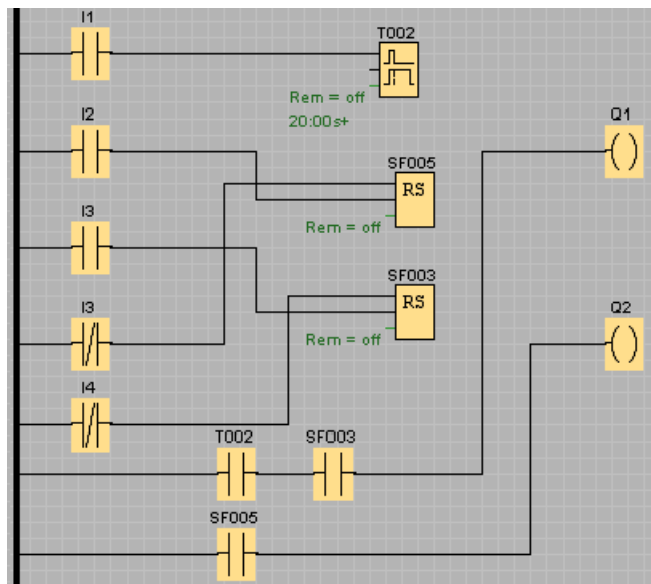 I1
T002
Rem = off
20:00s+
I2
Q1
SF005
RS
Rem = off
I3
SF003
RS
Rem = off
I3
Q2
I4
T002
SF003
SF005